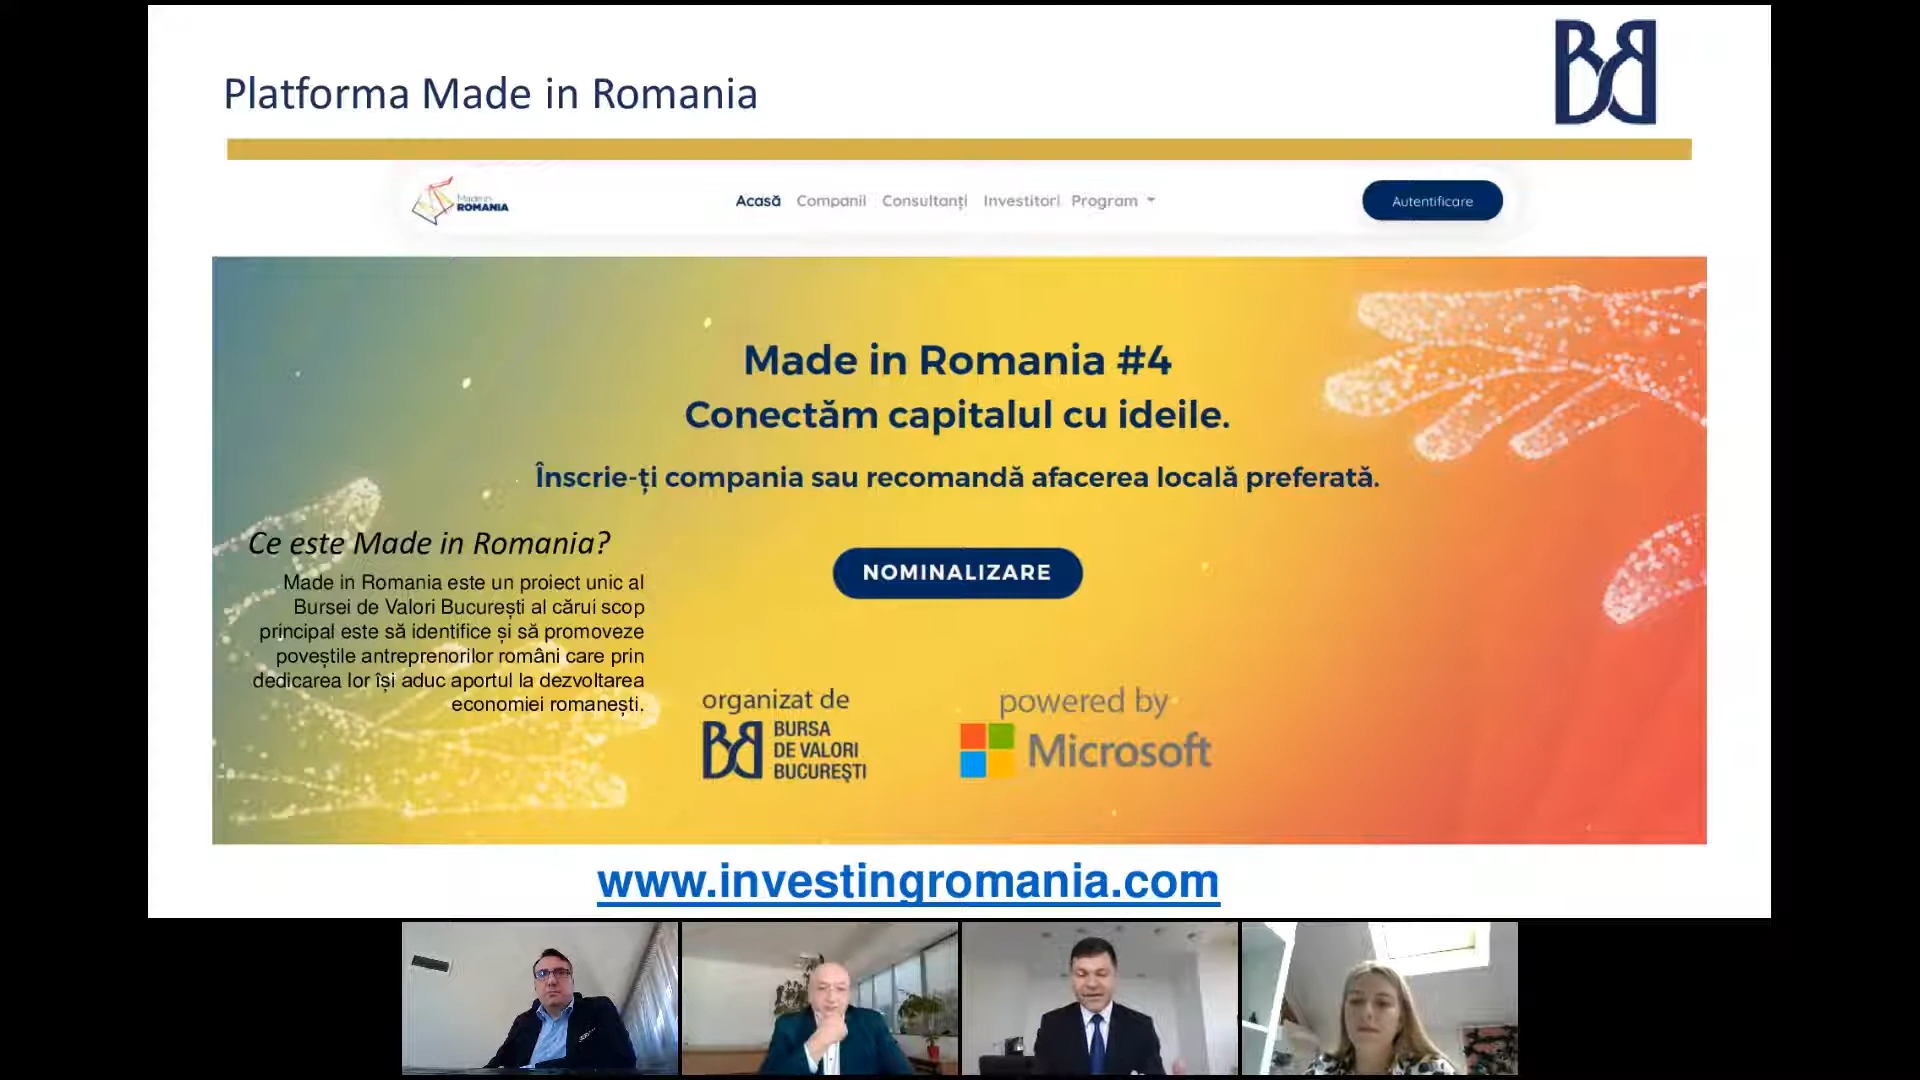 Platforma Made in Romania
Made in
ROMANIA
Acasă Companii Consultanți Investitori Program
Autentificare
Made in Romania #4
Conectăm capitalul cu ideile.
Înscrie-ți compania sau recomandă afacerea locală preferată.
Ce este Made in Romania?
Made in Romania este un proiect unic al
Bursei de Valori București al cărui scop
principal este să identifice și să promoveze
poveștile antreprenorilor români care prin
dedicarea lor își aduc aportul la dezvoltarea
economiei romanești.
NOMINALIZARE
organizat de
BURSA
DE VALORI
BUCUREȘTI
powered by
Microsoft
www.investingromania.com